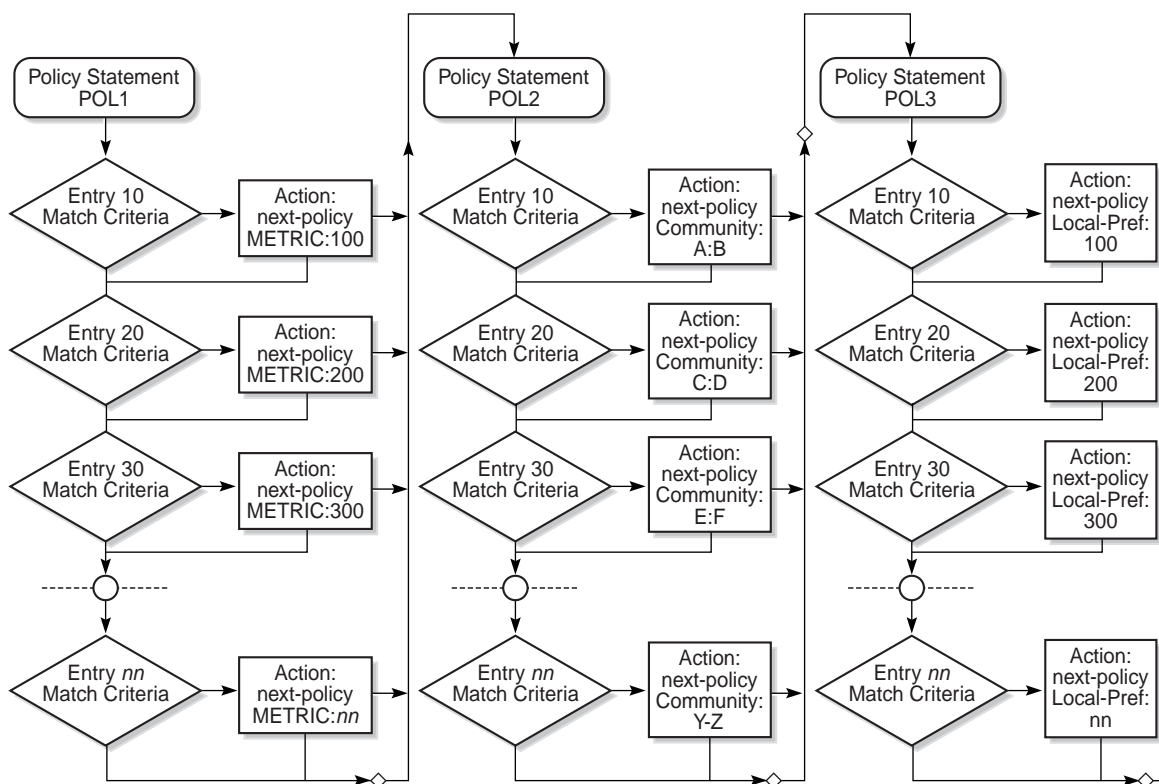 Policy Statement
POL1
Entry 10
Match Criteria
Action:
next-policy
METRIC:100
Entry 20
Match Criteria
Action:
next-policy
METRIC:200
Entry 30
Match Criteria
Action:
next-policy
METRIC:300
Entry nn
Match Criteria
Action:
next-policy
METRIC:nn
Policy Statement
POL2
Entry 10
Match Criteria
Action:
next-policy
Community:
A:B
Entry 20
Match Criteria
Action:
next-policy
Community:
C:D
Entry 30
Match Criteria
Action:
next-policy
Community:
E:F
Entry nn
Match Criteria
Action:
next-policy
Community:
Y-Z
Policy Statement
POL3
Entry 10
Match Criteria
Action:
next-policy
Local-Pref:
100
Entry 20
Match Criteria
Action:
next-policy
Local-Pref:
200
Entry 30
Match Criteria
Action:
next-policy
Local-Pref:
300
Entry nn
Match Criteria
Action:
next-policy
Local-Pref:
nn